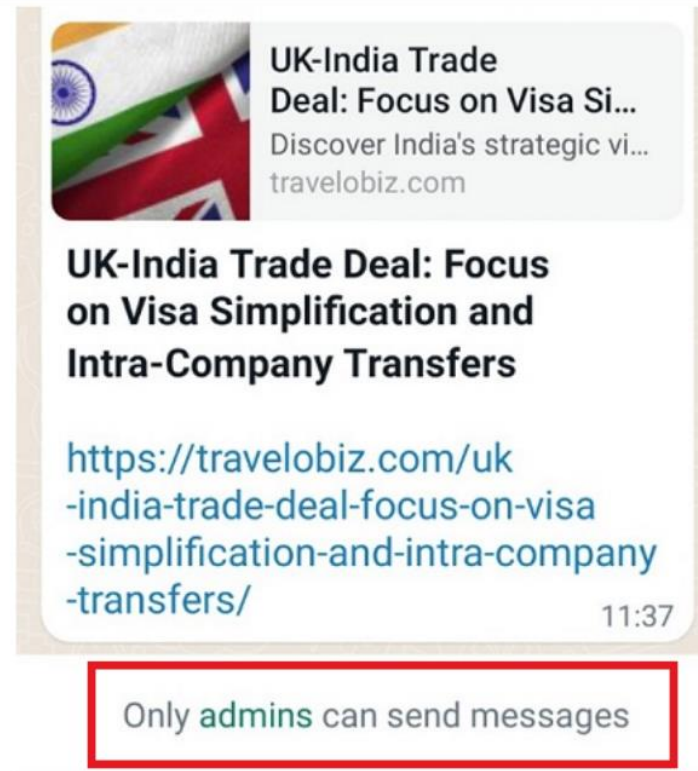 UK-India Trade
Deal: Focus on Visa Si...
Discover India's strategic vi...
travelobiz.com
UK-India Trade Deal: Focus
on Visa Simplification and
Intra-Company Transfers
https://travelobiz.com/uk
-india-trade-deal-focus-on-visa
-simplification-and-intra-company
-transfers/
11:37
Only admins can send messages